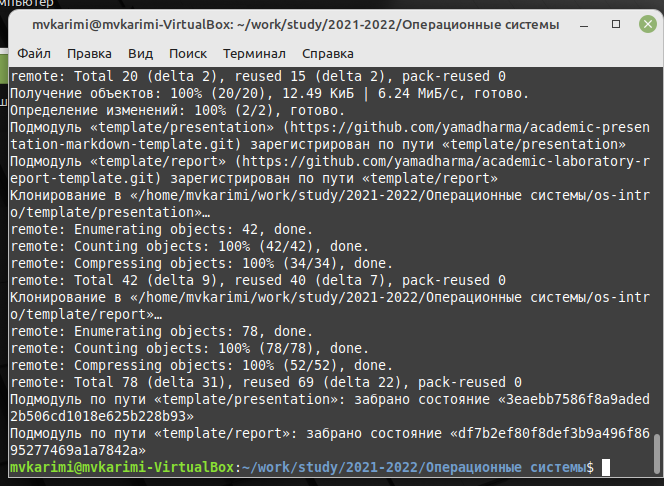 мпьютер
ш
mvkarimi@mvkarimi-VirtualBox: ~/work/study/2021-2022/Операционные системы
Файл Правка Вид Поиск Терминал Справка
remote: Total 20 (delta 2), reused 15 (delta 2), pack-reused 0
Получение объектов: 100% (20/20), 12.49 КиБ | 6.24 МиБ/с, готово.
Определение изменений: 100% (2/2), готово.
Подмодуль «template/presentation» (https://github.com/yamadharma/academic-presen
tation-markdown-template.git) зарегистрирован по пути «template/presentation»
Подмодуль «template/report» (https://github.com/yamadharma/academic-laboratory-r
eport-template.git) зарегистрирован по пути «template/report»
Клонирование в «/home/mvkarimi/work/study/2021-2022/Операционные системы/os-intr
o/template/presentation»…
remote: Enumerating objects: 42, done.
remote: Counting objects: 100% (42/42), done.
remote: Compressing objects: 100% (34/34), done.
remote: Total 42 (delta 9), reused 40 (delta 7), pack-reused 0
Клонирование в «/home/mvkarimi/work/study/2021-2022/Операционные системы/os-intr
o/template/report»…
remote: Enumerating objects: 78, done.
remote: Counting objects: 100% (78/78), done.
remote: Compressing objects: 100% (52/52), done.
remote: Total 78 (delta 31), reused 69 (delta 22), pack-reused 0
Подмодуль по пути «template/presentation»: забрано состояние «3eaebb7586f8a9aded
2b506cd1018e625b228b93»
Подмодуль по пути «template/report»: забрано состояние «df7b2ef80f8def3b9a496f86
95277469a1a7842a»
mvkarimi@mvkarimi-VirtualBox:~/work/study/2021-2022/Операционные системы$